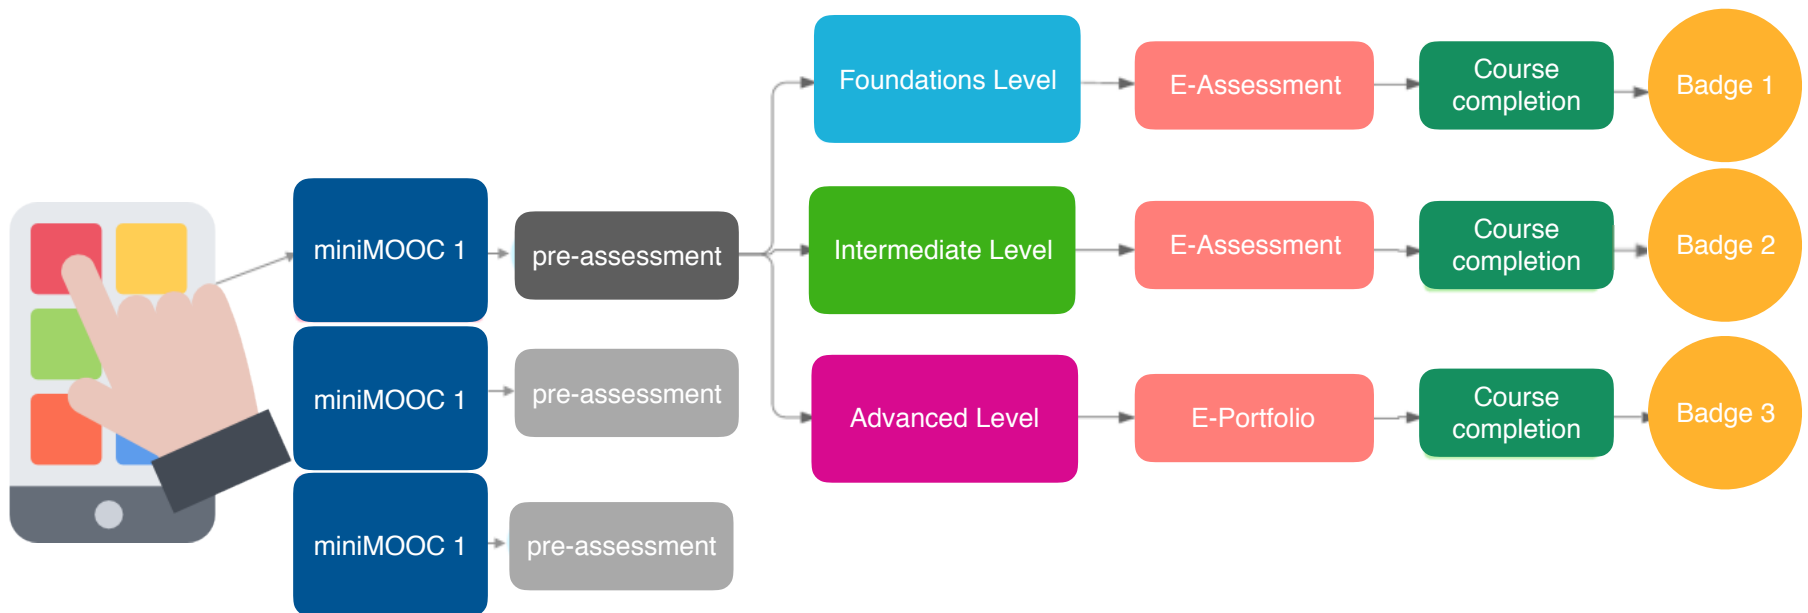 Foundations Level
E-Assessment
Course
completion
Badge 1
miniMOOC 1
pre-assessment
Intermediate Level
E-Assessment
Course
completion
Badge 2
miniMOOC 1
pre-assessment
Advanced Level
E-Portfolio
Course
completion
Badge 3
miniMOOC 1
pre-assessment